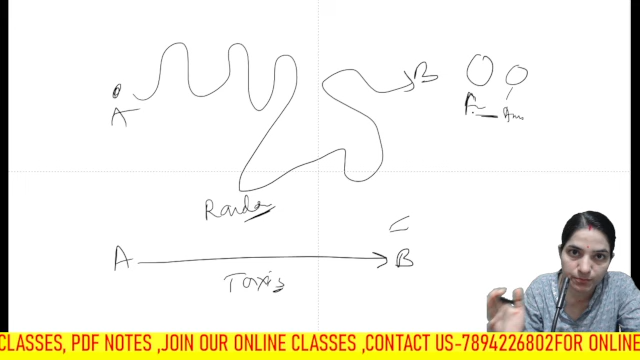 B
A
Random
A B
Taxis
CLASSES, PDF NOTES ,JOIN OUR ONLINE CLASSES ,CONTACT US-7894226802FOR ONLINE